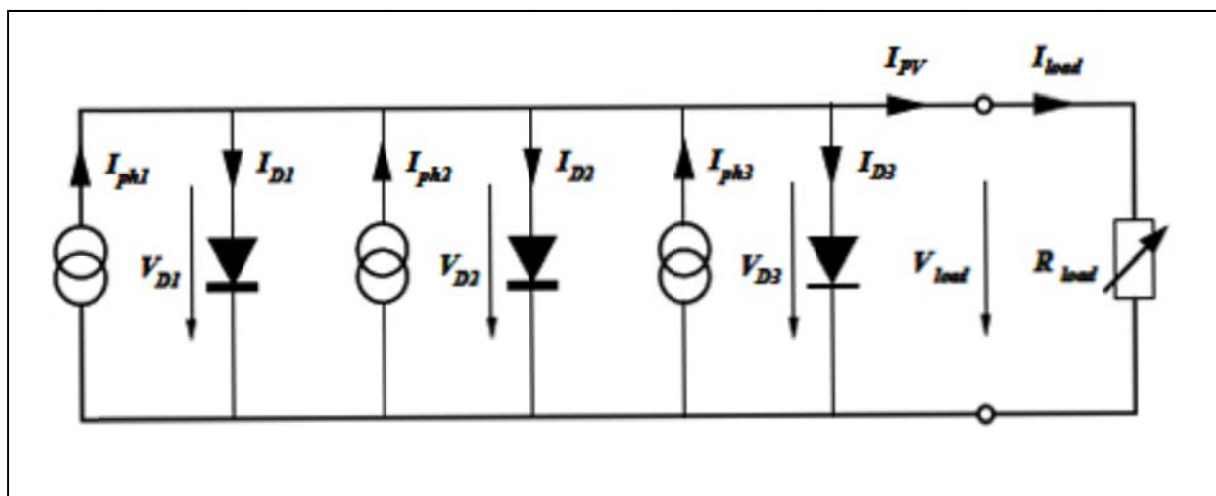 I_PV I_load
I_ph1 I_D1 I_ph2 I_D2 I_ph3 I_D3
V_D1 V_D2 V_D3 V_load R_load